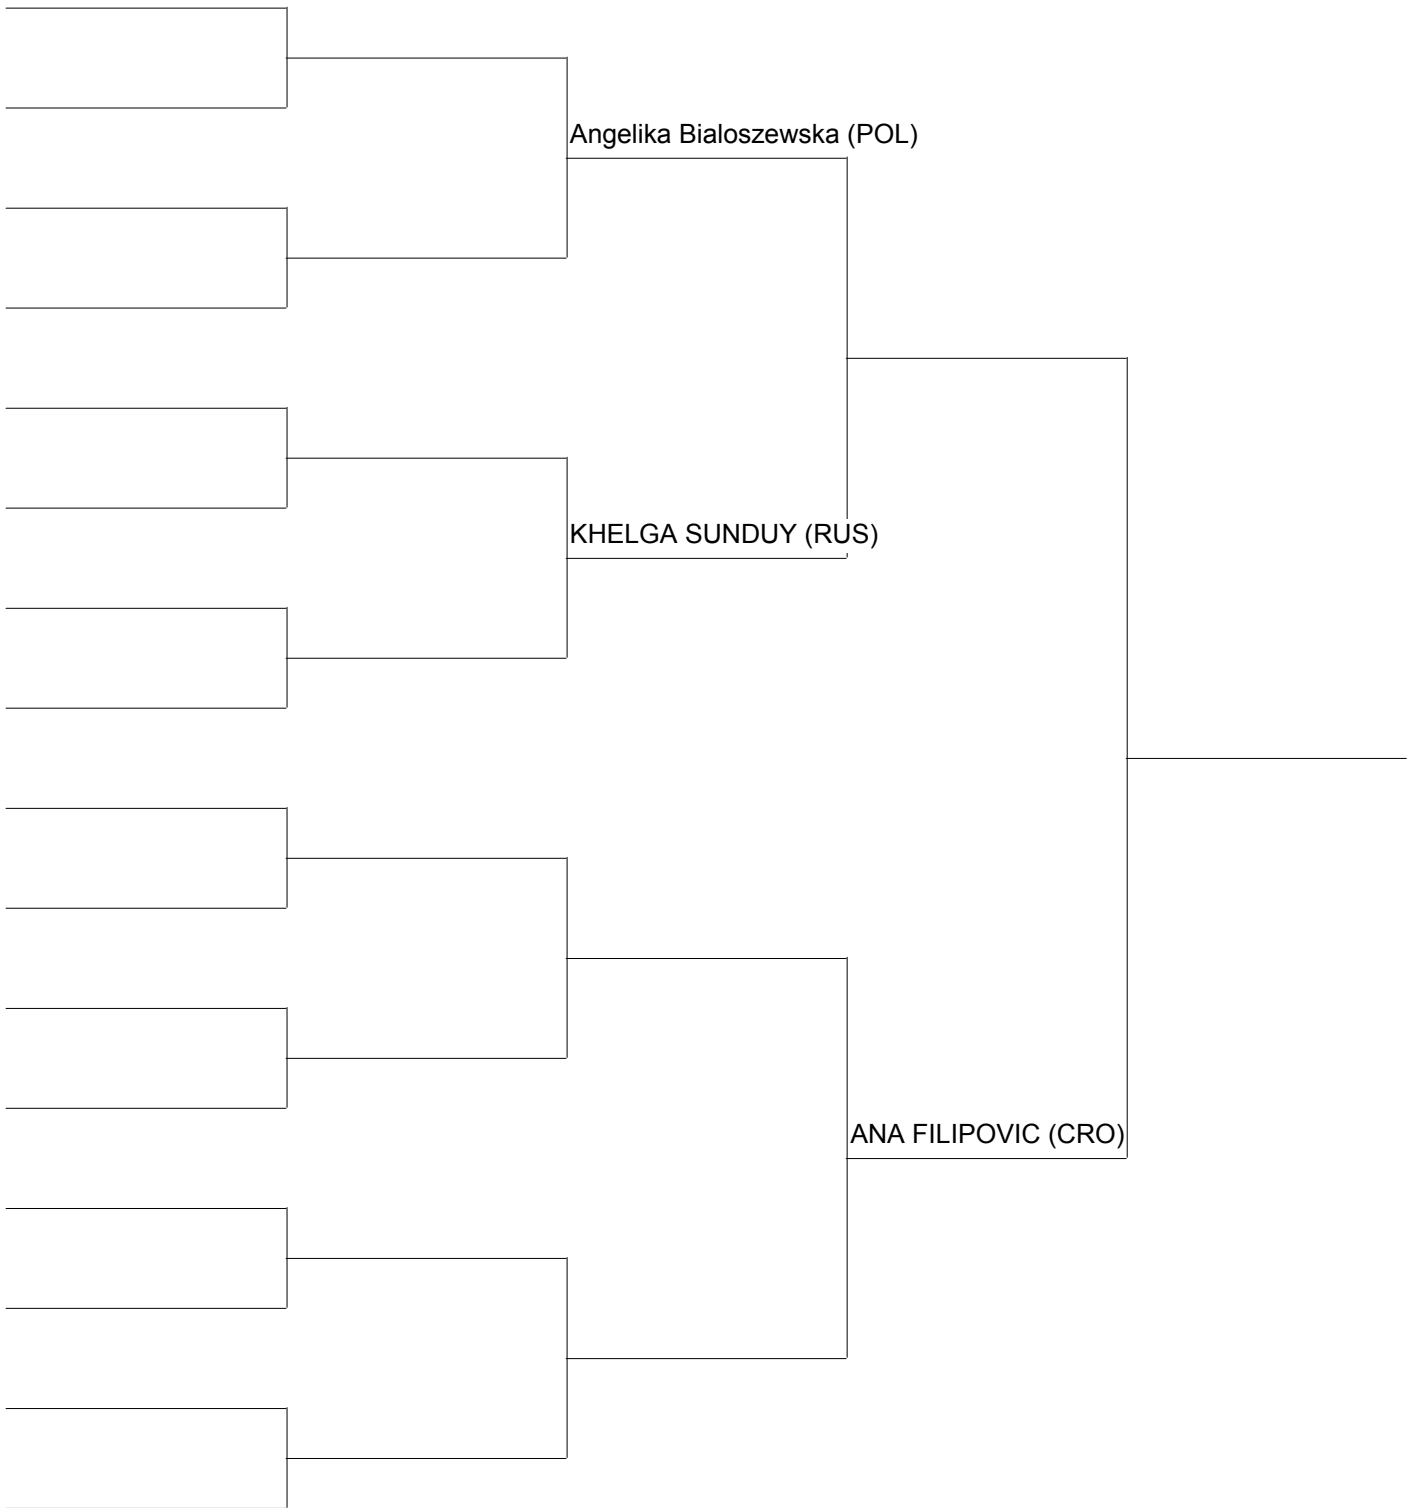 Angelika Bialoszewska (POL)
KHELGA SUNDUY (RUS)
ANA FILIPOVIC (CRO)